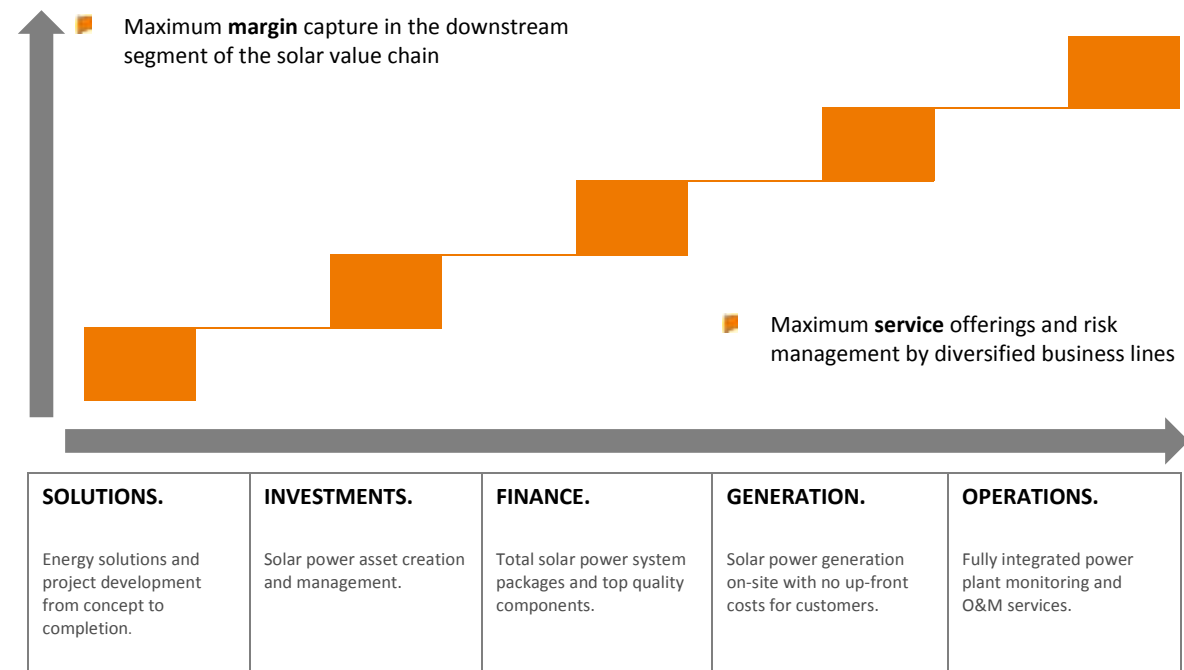 Maximum margin capture in the downstream
segment of the solar value chain
Maximum service offerings and risk
management by diversified business lines
SOLUTIONS.
Energy solutions and
project development
from concept to
completion.
INVESTMENTS.
Solar power asset creation
and management.
FINANCE.
Total solar power system
packages and top quality
components.
GENERATION.
Solar power generation
on-site with no up-front
costs for customers.
OPERATIONS.
Fully integrated power
plant monitoring and
O&M services.